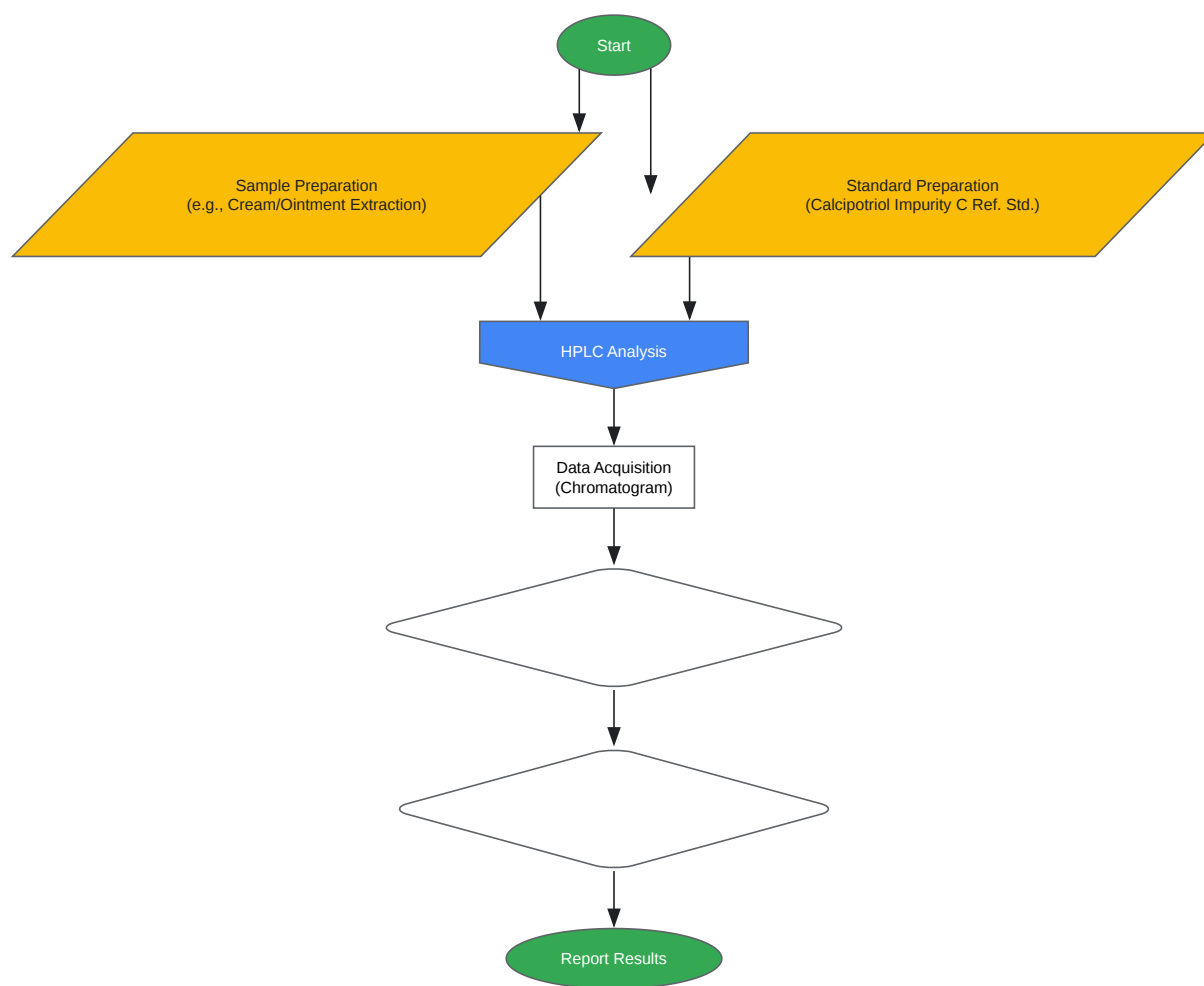 Start
Sample Preparation
(e.g., Cream/Ointment Extraction)
Standard Preparation
(Calcipotriol Impurity C Ref. Std.)
HPLC Analysis
Data Acquisition
(Chromatogram)
Report Results